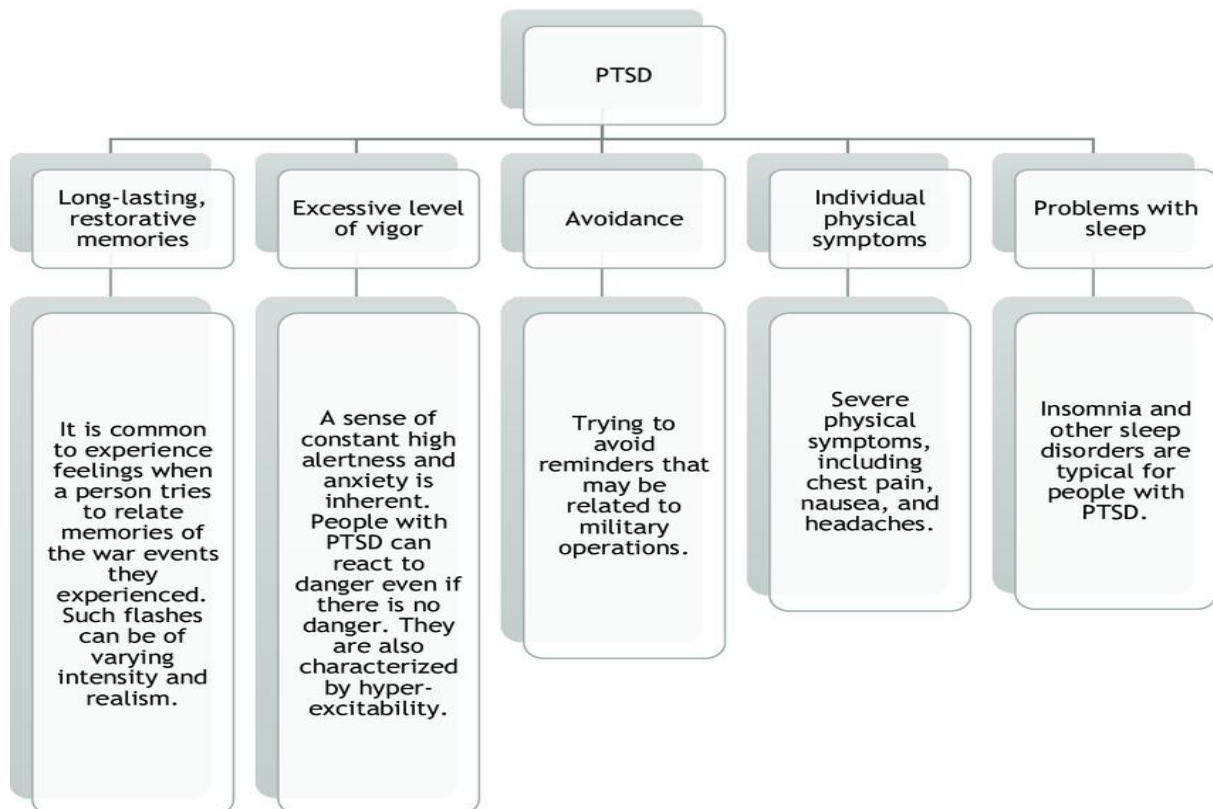 PTSD
Long-lasting,
restorative
memories
Excessive level
of vigor
Avoidance
Individual
physical
symptoms
Problems with
sleep
It is common
to experience
feelings when
a person tries
to relate
memories of
the war events
they
experienced.
Such flashes
can be of
varying
intensity and
realism.
A sense of
constant high
alertness and
anxiety is
inherent.
People with
PTSD can
react to
danger even if
there is no
danger. They
are also
characterized
by hyper-
excitability.
Trying to
avoid
reminders that
may be
related to
military
operations.
Severe
physical
symptoms,
including
chest pain,
nausea, and
headaches.
Insomnia and
other sleep
disorders are
typical for
people with
PTSD.